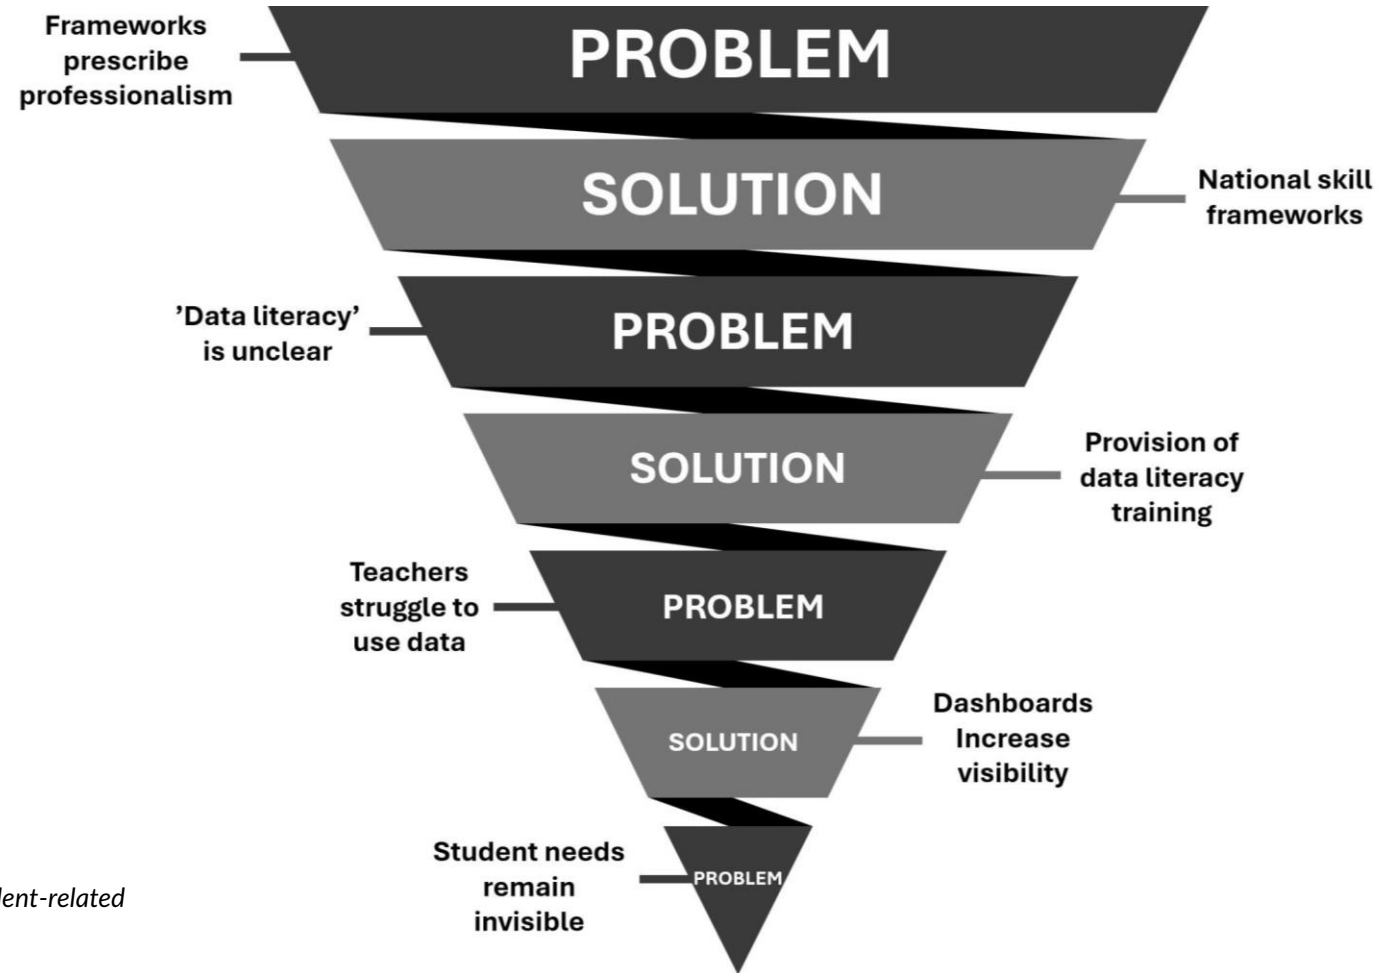 Frameworks
prescribe
professionalism
PROBLEM
SOLUTION
National skill
frameworks
’Data literacy’
is unclear
PROBLEM
SOLUTION
Provision of
data literacy
training
Teachers
struggle to
use data
PROBLEM
SOLUTION
Dashboards
Increase
visibility
Student needs
remain
invisible
PROBLEM
-related